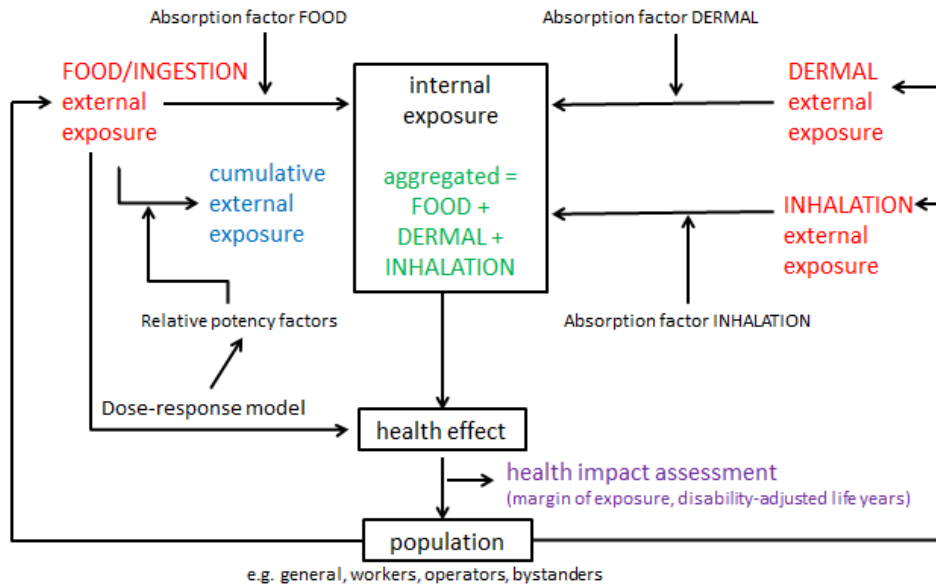 Absorption factor FOOD
Absorption factor DERMAL
FOOD/INGESTION
external
exposure
internal
exposure
aggregated =
FOOD +
DERMAL +
INHALATION
DERMAL
external
exposure
cumulative
external
exposure
INHALATION
external
exposure
Relative potency factors
Absorption factor INHALATION
Dose-response model
health effect
health impact assessment
(margin of exposure, disability-adjusted life years)
population
e.g. general, workers, operators, bystanders